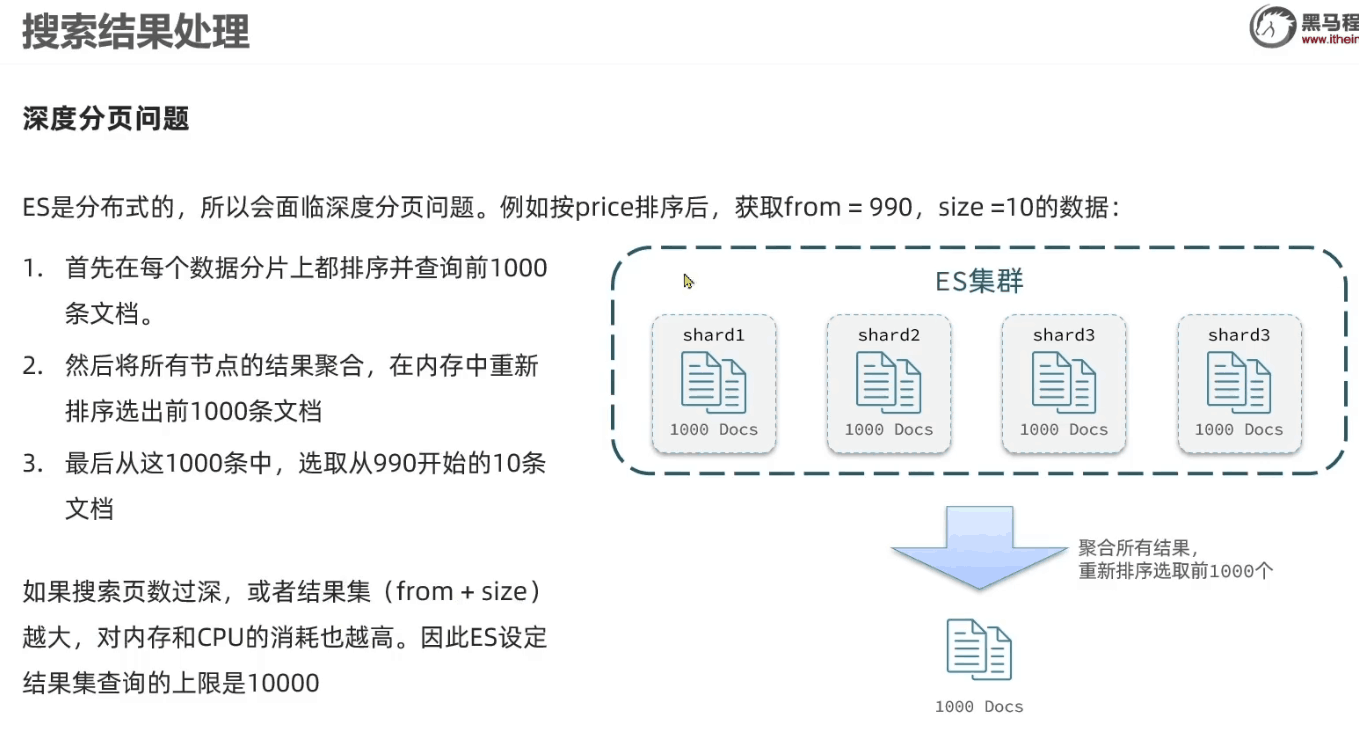 搜索结果处理
黑马程
www.ithein
深度分页问题
ES是分布式的，所以会面临深度分页问题。例如按price排序后，获取from = 990，size =10的数据：
1. 首先在每个数据分片上都排序并查询前1000
条文档。
2. 然后将所有节点的结果聚合，在内存中重新
排序选出前1000条文档
3. 最后从这1000条中，选取从990开始的10条
文档
如果搜索页数过深，或者结果集（from + size）
越大，对内存和CPU的消耗也越高。因此ES设定
结果集查询的上限是10000
ES集群
shard1
shard2
shard3
shard3
1000 Docs
1000 Docs
1000 Docs
1000 Docs
聚合所有结果，
重新排序选取前1000个
1000 Docs